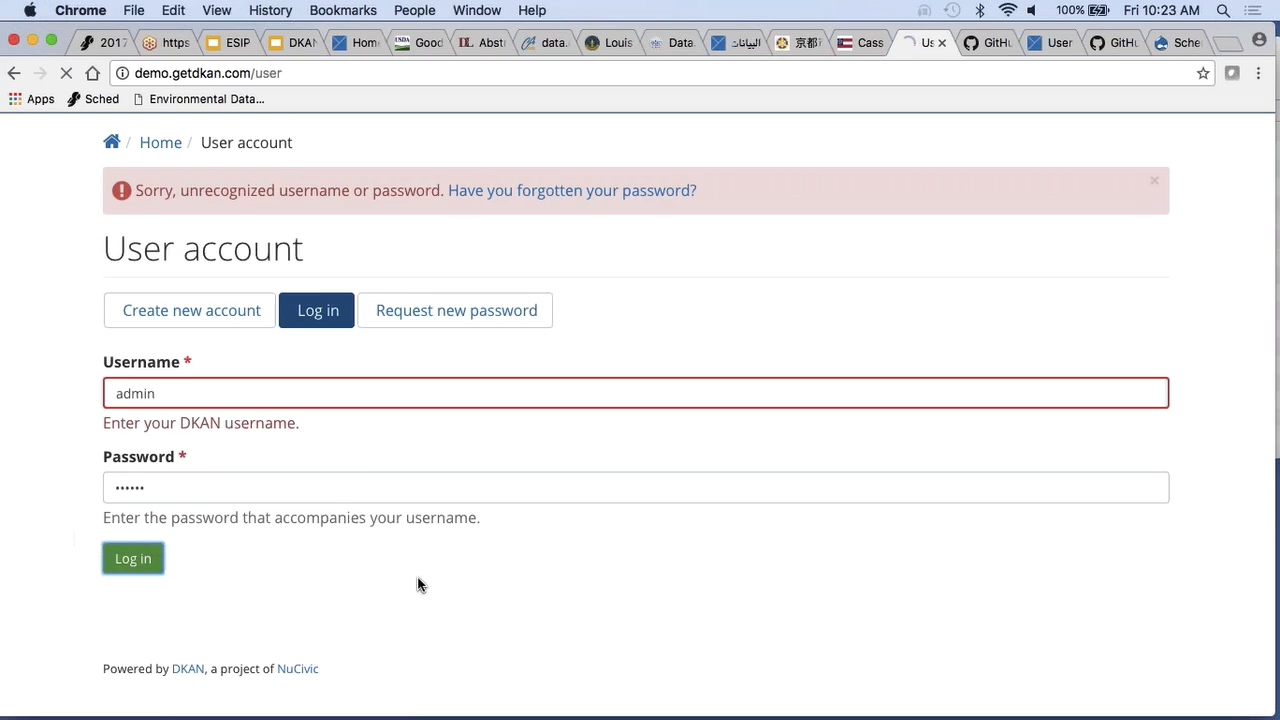 Chrome File Edit View History Bookmarks People Window Help 100% Fri 10:23 AM
2017 https ESIP DKAN Home Good Abstr data. Louis Data. البيانات 京都 Cass Us GitHu User GitHu Sche
demo.getdkan.com/user
Apps Sched Environmental Data...
Home / User account
Sorry, unrecognized username or password. Have you forgotten your password? ×
User account
Create new account Log in Request new password
Username *
admin
Enter your DKAN username.
Password *
••••••
Enter the password that accompanies your username.
Log in
Powered by DKAN, a project of NuCivic